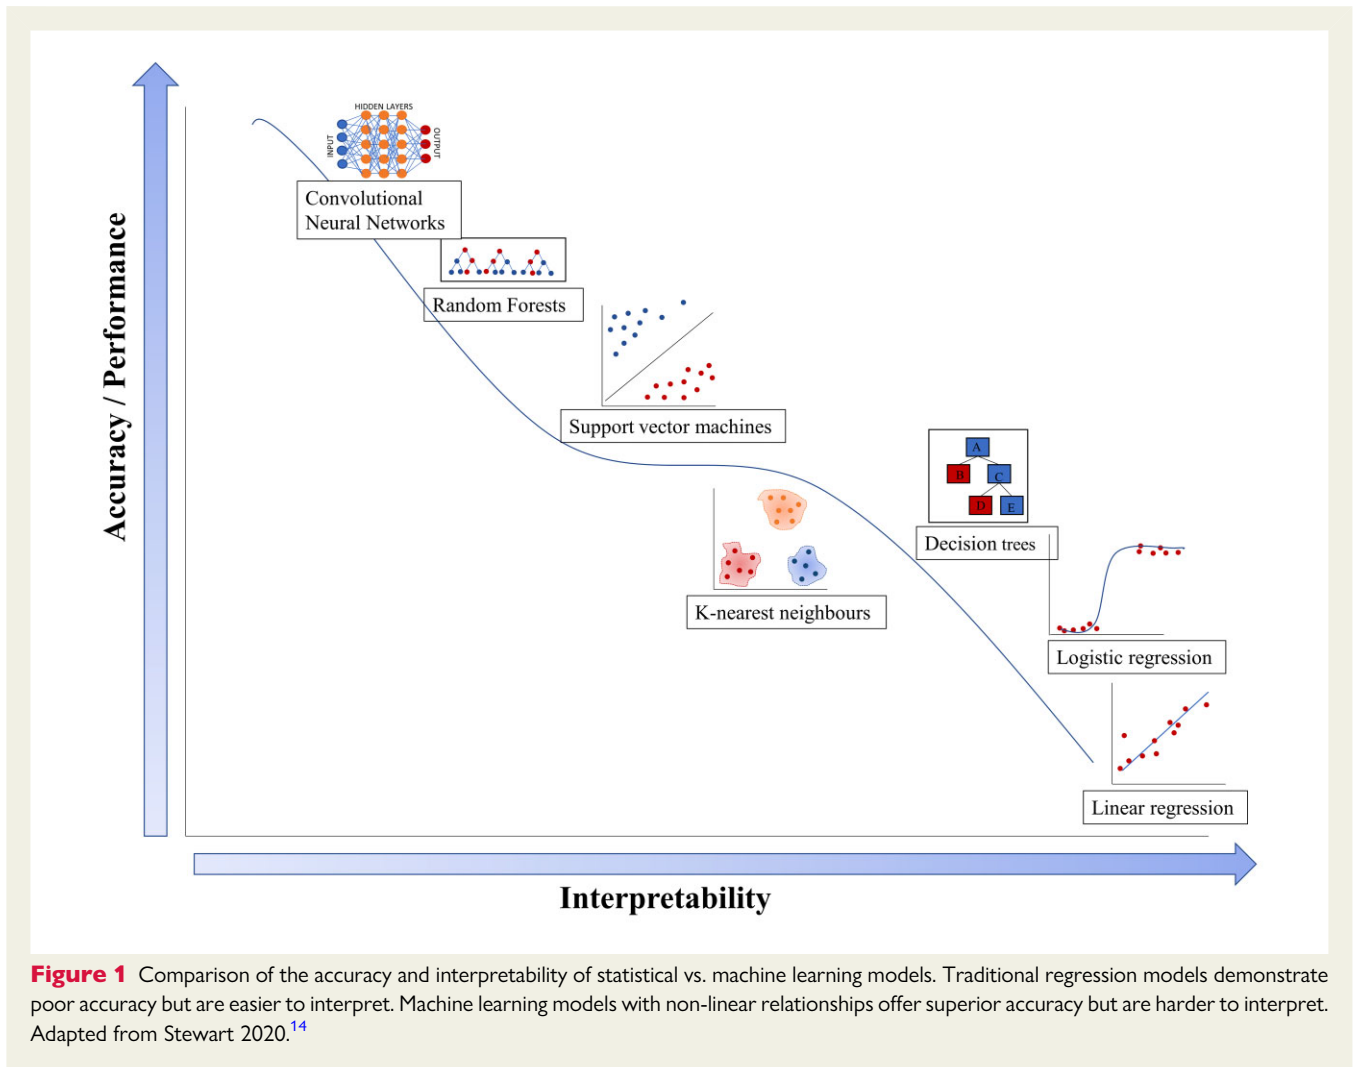 HIDDEN LAYERS
INPUT
OUTPUT
Convolutional
Neural Networks
Random Forests
Support vector machines
A
B
C
D
E
Decision trees
K-nearest neighbours
Logistic regression
Linear regression
Accuracy / Performance
Interpretability
Figure 1 Comparison of the accuracy and interpretability of statistical vs. machine learning models. Traditional regression models demonstrate
poor accuracy but are easier to interpret. Machine learning models with non-linear relationships offer superior accuracy but are harder to interpret.
Adapted from Stewart 2020.14